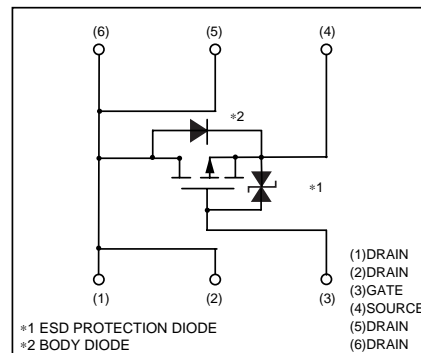 (6) (5) (4)
∗2
∗1
(1) (2) (3)
(1)DRAIN
(2)DRAIN
(3)GATE
(4)SOURCE
(5)DRAIN
(6)DRAIN
∗1 ESD PROTECTION DIODE
∗2 BODY DIODE